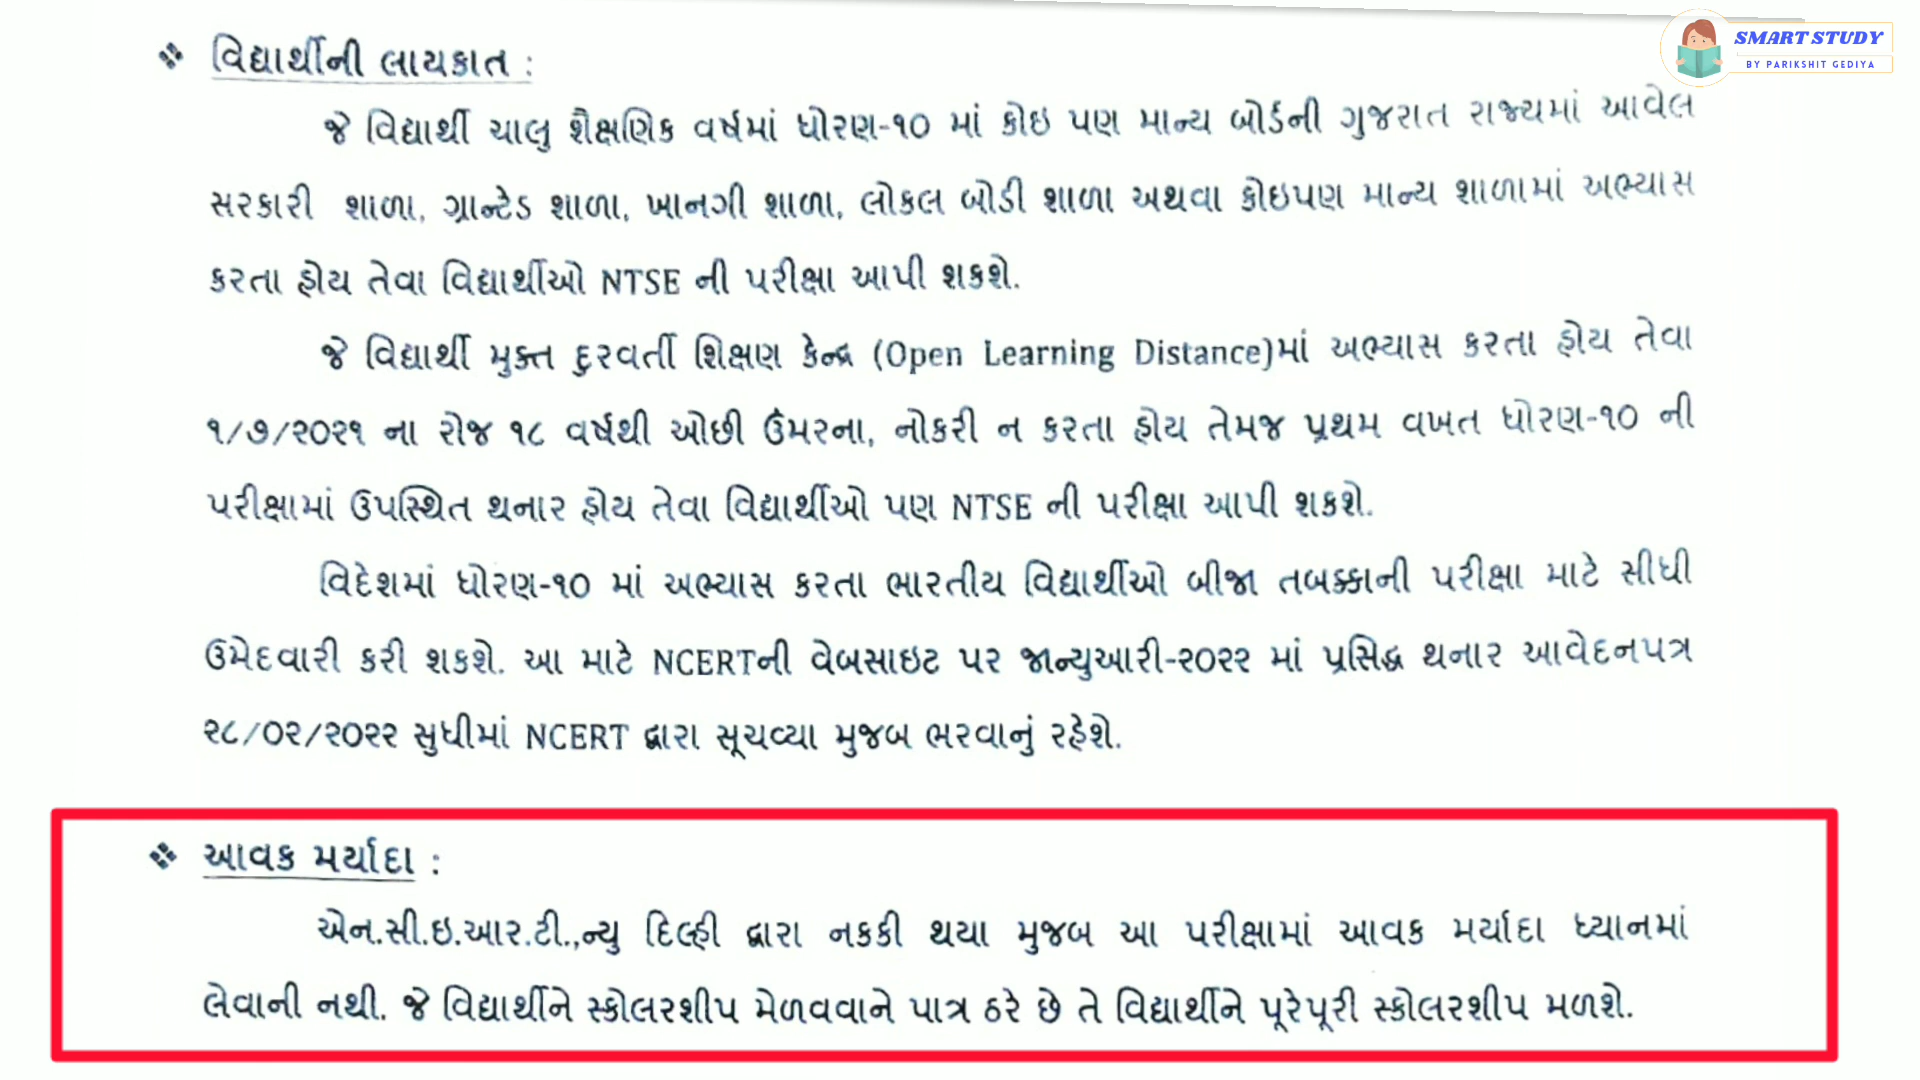 SMART STUDY
BY PARIKSHIT GEDIYA
❖ વિદ્યાર્થીની લાયકાત :
જે વિદ્યાર્થી ચાલુ શૈક્ષણિક વર્ષમાં ધોરણ-૧૦ માં કોઇ પણ માન્ય બોર્ડની ગુજરાત રાજ્યમાં આવેલ
સરકારી શાળા, ગ્રાન્ટેડ શાળા, ખાનગી શાળા, લોકલ બોડી શાળા અથવા કોઇપણ માન્ય શાળામાં અભ્યાસ
કરતા હોય તેવા વિદ્યાર્થીઓ NTSE ની પરીક્ષા આપી શકશે.
જે વિદ્યાર્થી મુક્ત દુરવર્તી શિક્ષણ કેન્દ્ર (Open Learning Distance)માં અભ્યાસ કરતા હોય તેવા
૧/૭/૨૦૨૧ ના રોજ ૧૮ વર્ષથી ઓછી ઉંમરના, નોકરી ન કરતા હોય તેમજ પ્રથમ વખત ધોરણ-૧૦ ની
પરીક્ષામાં ઉપસ્થિત થનાર હોય તેવા વિદ્યાર્થીઓ પણ NTSE ની પરીક્ષા આપી શકશે.
વિદેશમાં ધોરણ-૧૦ માં અભ્યાસ કરતા ભારતીય વિદ્યાર્થીઓ બીજા તબક્કાની પરીક્ષા માટે સીધી
ઉમેદવારી કરી શકશે. આ માટે NCERTની વેબસાઇટ પર જાન્યુઆરી-૨૦૨૨ માં પ્રસિદ્ધ થનાર આવેદનપત્ર
૨૮/૦૨/૨૦૨૨ સુધીમાં NCERT દ્વારા સૂચવ્યા મુજબ ભરવાનું રહેશે.
❖ આવક મર્યાદા :
એન.સી.ઇ.આર.ટી.,ન્યુ દિલ્હી દ્વારા નકકી થયા મુજબ આ પરીક્ષામાં આવક મર્યાદા ધ્યાનમાં
લેવાની નથી. જે વિદ્યાર્થીને સ્કોલરશીપ મેળવવાને પાત્ર ઠરે છે તે વિદ્યાર્થીને પૂરેપૂરી સ્કોલરશીપ મળશે.